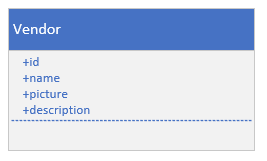 Vendor
+id
+name
+picture
+description